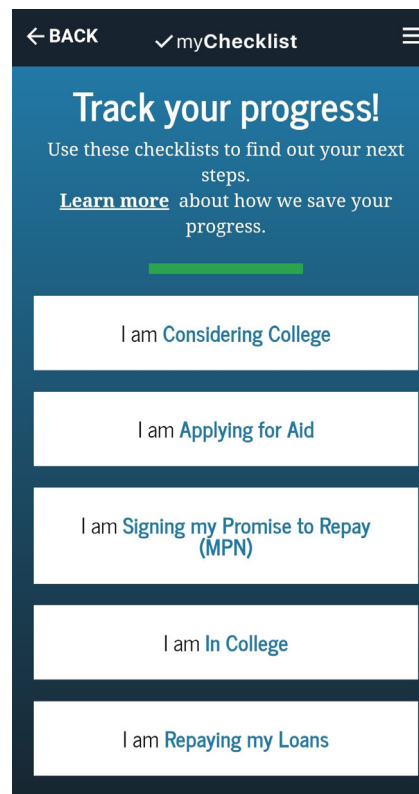 BACK
myChecklist
Track your progress!
Use these checklists to find out your next
steps.
Learn more about how we save your
progress.
I am Considering College
I am Applying for Aid
I am Signing my Promise to Repay
(MPN)
I am In College
I am Repaying my Loans